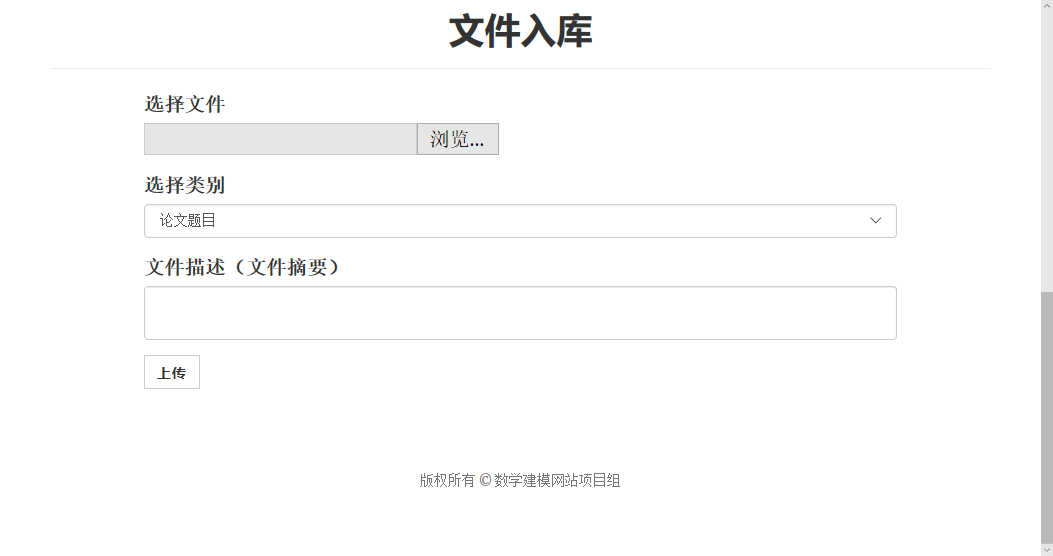 文件入库
选择文件
浏览...
选择类别
论文题目
文件描述（文件摘要）
上传
版权所有 © 数学建模网站项目组